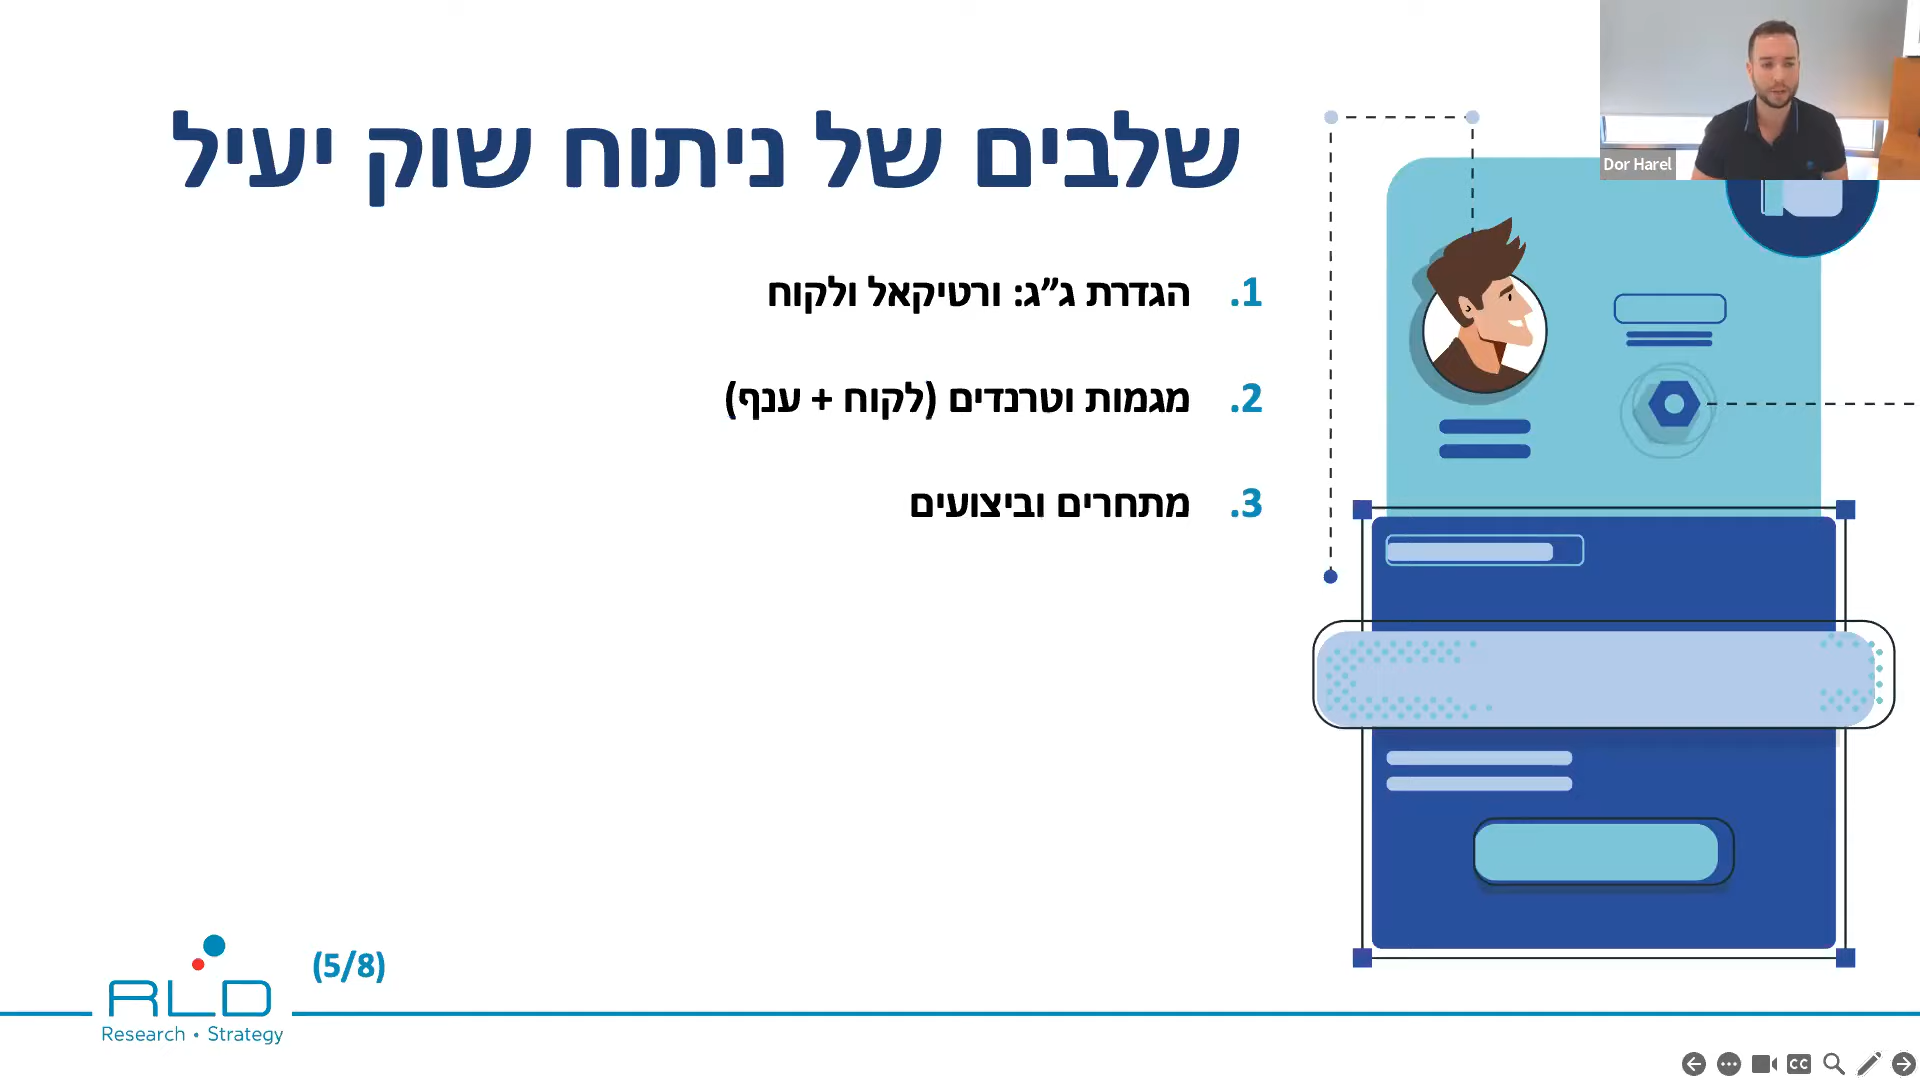 שלבים של ניתוח שוק יעיל
1. הגדרת ג״ג: ורטיקאל ולקוח
2. מגמות וטרנדים (לקוח + ענף)
3. מתחרים וביצועים
Dor Harel
(5/8)
RLD
Research • Strategy
CC